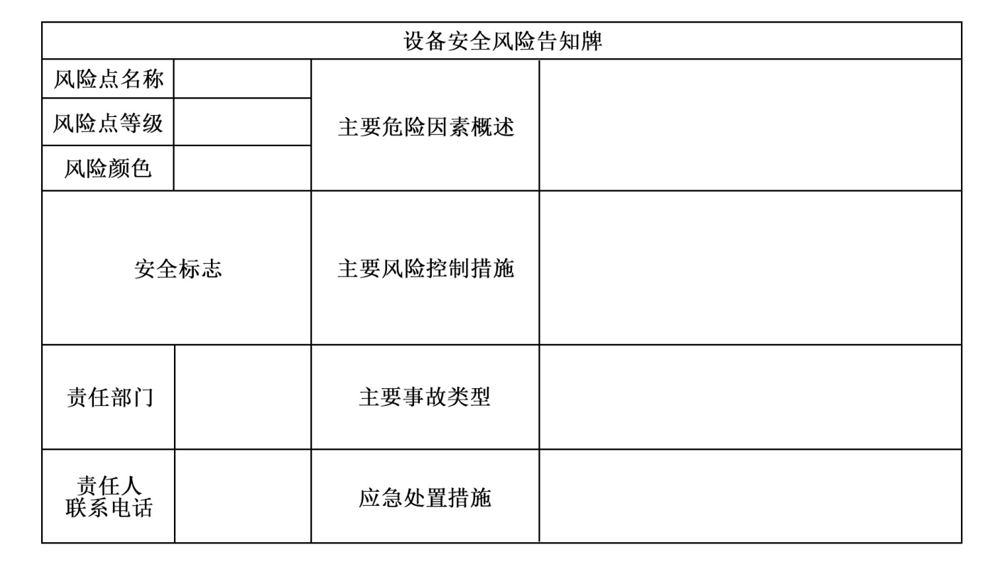 设备安全风险告知牌
风险点名称
风险点等级
风险颜色
主要危险因素概述
安全标志
主要风险控制措施
责任部门
主要事故类型
责任人
联系电话
应急处置措施